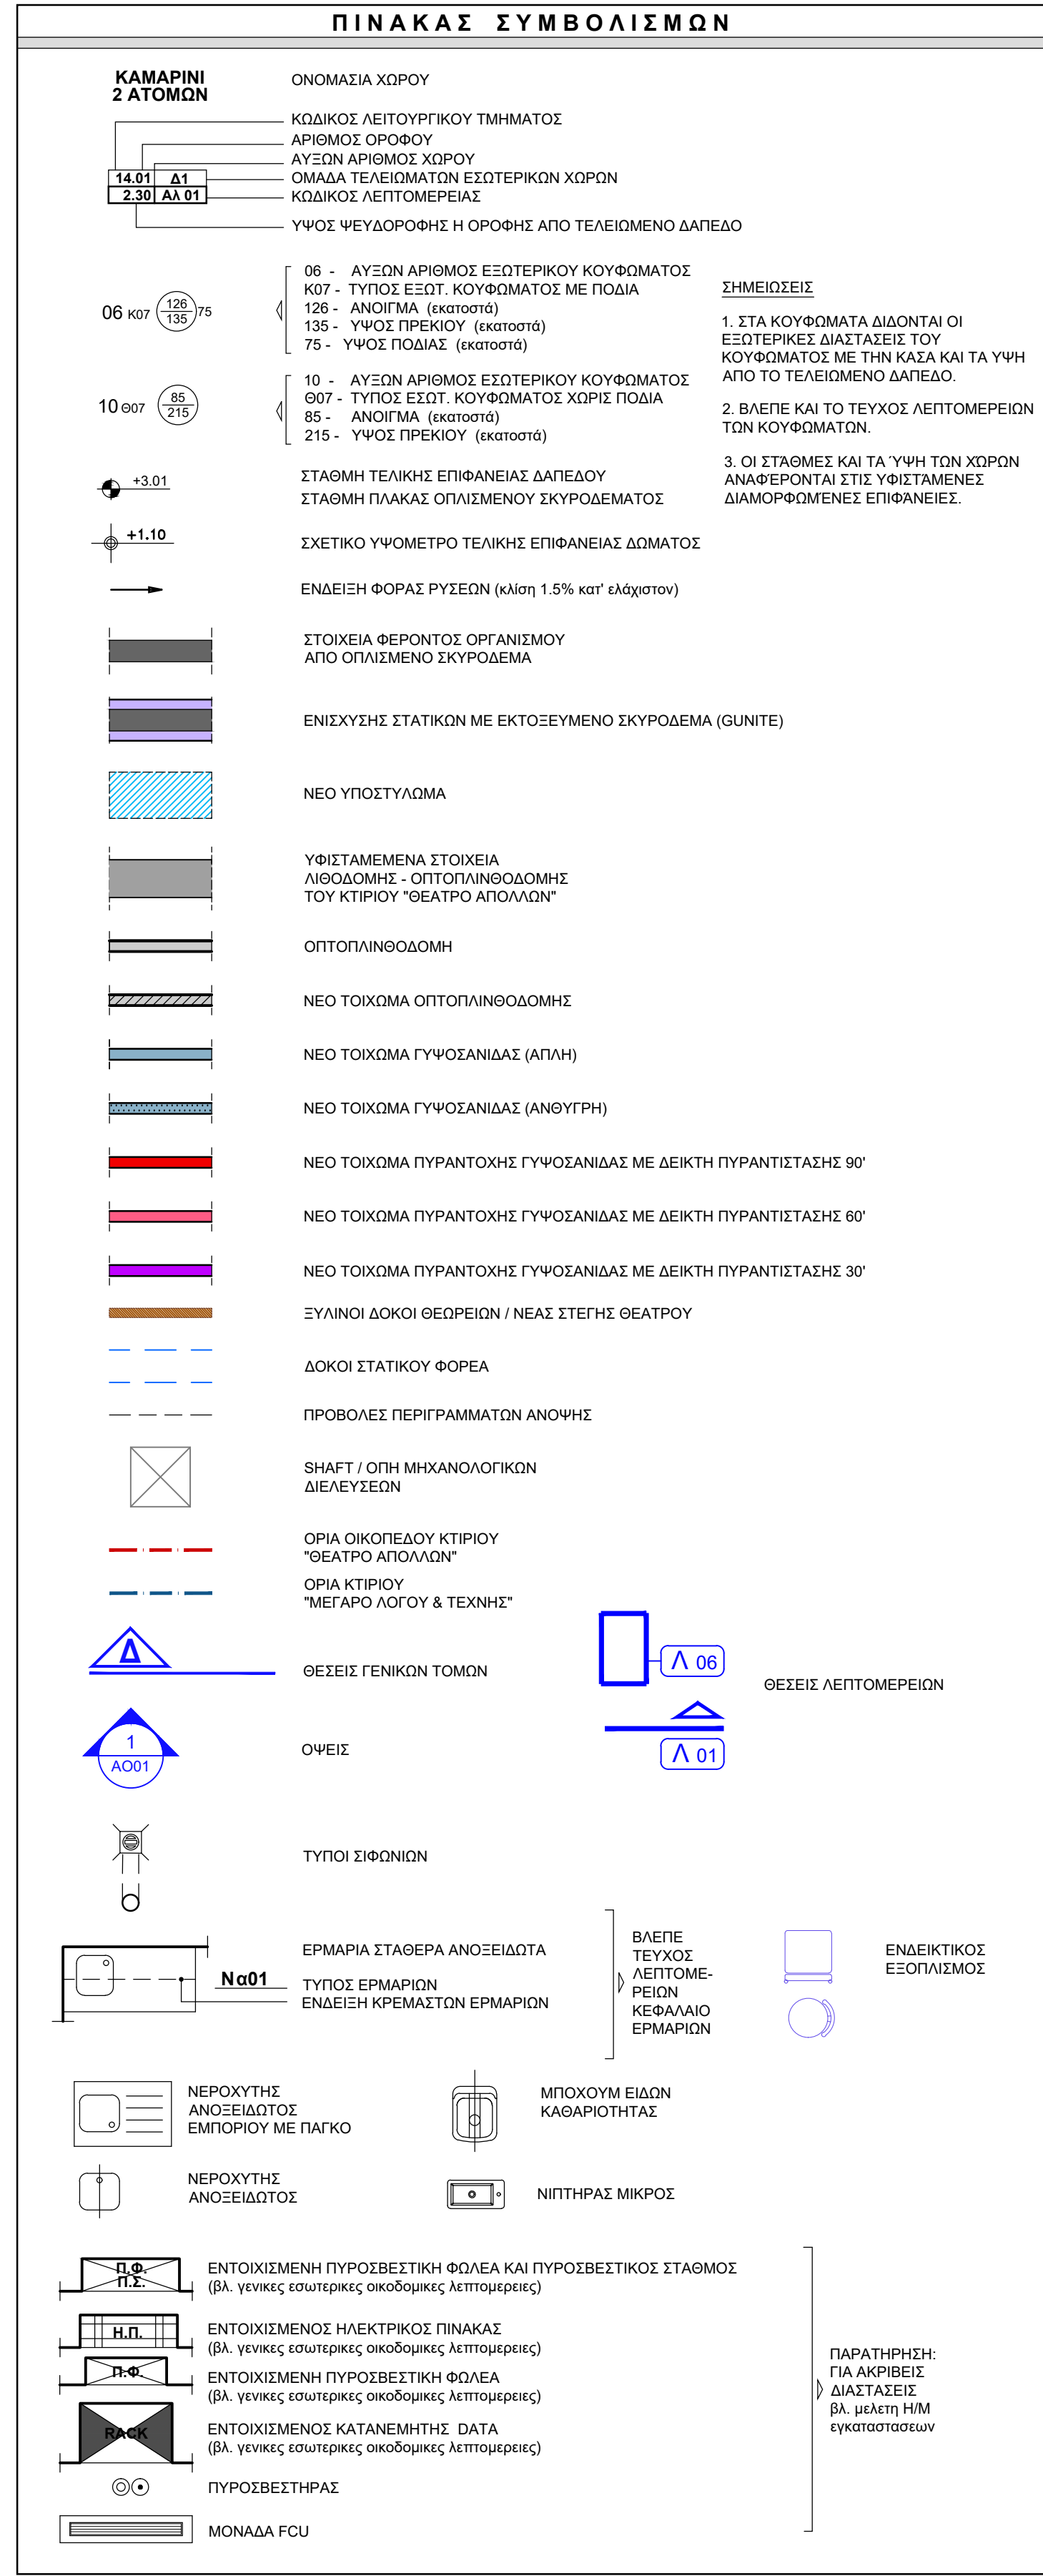 ΠΙΝΑΚΑΣ ΣΥΜΒΟΛΙΣΜΩΝ
ΚΑΜΑΡΙΝΙ
2 ΑΤΟΜΩΝ
ΟΝΟΜΑΣΙΑ ΧΩΡΟΥ
ΚΩΔΙΚΟΣ ΛΕΙΤΟΥΡΓΙΚΟΥ ΤΜΗΜΑΤΟΣ
ΑΡΙΘΜΟΣ ΟΡΟΦΟΥ
ΑΥΞΩΝ ΑΡΙΘΜΟΣ ΧΩΡΟΥ
14.01 Δ1
ΟΜΑΔΑ ΤΕΛΕΙΩΜΑΤΩΝ ΕΣΩΤΕΡΙΚΩΝ ΧΩΡΩΝ
2.30 Αλ 01
ΚΩΔΙΚΟΣ ΛΕΠΤΟΜΕΡΕΙΑΣ
ΥΨΟΣ ΨΕΥΔΟΡΟΦΗΣ Η ΟΡΟΦΗΣ ΑΠΟ ΤΕΛΕΙΩΜΕΝΟ ΔΑΠΕΔΟ
06 Κ07 126 135 75
06 - ΑΥΞΩΝ ΑΡΙΘΜΟΣ ΕΞΩΤΕΡΙΚΟΥ ΚΟΥΦΩΜΑΤΟΣ
Κ07 - ΤΥΠΟΣ ΕΞΩΤ. ΚΟΥΦΩΜΑΤΟΣ ΜΕ ΠΟΔΙΑ
126 - ΑΝΟΙΓΜΑ (εκατοστά)
135 - ΥΨΟΣ ΠΡΕΚΙΟΥ (εκατοστά)
75 - ΥΨΟΣ ΠΟΔΙΑΣ (εκατοστά)
10 Θ07 85 215
10 - ΑΥΞΩΝ ΑΡΙΘΜΟΣ ΕΣΩΤΕΡΙΚΟΥ ΚΟΥΦΩΜΑΤΟΣ
Θ07 - ΤΥΠΟΣ ΕΣΩΤ. ΚΟΥΦΩΜΑΤΟΣ ΧΩΡΙΣ ΠΟΔΙΑ
85 - ΑΝΟΙΓΜΑ (εκατοστά)
215 - ΥΨΟΣ ΠΡΕΚΙΟΥ (εκατοστά)
ΣΗΜΕΙΩΣΕΙΣ
1. ΣΤΑ ΚΟΥΦΩΜΑΤΑ ΔΙΔΟΝΤΑΙ ΟΙ
ΕΞΩΤΕΡΙΚΕΣ ΔΙΑΣΤΑΣΕΙΣ ΤΟΥ
ΚΟΥΦΩΜΑΤΟΣ ΜΕ ΤΗΝ ΚΑΣΑ ΚΑΙ ΤΑ ΥΨΗ
ΑΠΟ ΤΟ ΤΕΛΕΙΩΜΕΝΟ ΔΑΠΕΔΟ.
2. ΒΛΕΠΕ ΚΑΙ ΤΟ ΤΕΥΧΟΣ ΛΕΠΤΟΜΕΡΕΙΩΝ
ΤΩΝ ΚΟΥΦΩΜΑΤΩΝ.
3. ΟΙ ΣΤΆΘΜΕΣ ΚΑΙ ΤΑ ΎΨΗ ΤΩΝ ΧΏΡΩΝ
ΑΝΑΦΈΡΟΝΤΑΙ ΣΤΙΣ ΥΦΙΣΤΆΜΕΝΕΣ
ΔΙΑΜΟΡΦΩΜΈΝΕΣ ΕΠΙΦΆΝΕΙΕΣ.
+3.01
ΣΤΑΘΜΗ ΤΕΛΙΚΗΣ ΕΠΙΦΑΝΕΙΑΣ ΔΑΠΕΔΟΥ
ΣΤΑΘΜΗ ΠΛΑΚΑΣ ΟΠΛΙΣΜΕΝΟΥ ΣΚΥΡΟΔΕΜΑΤΟΣ
+1.10
ΣΧΕΤΙΚΟ ΥΨΟΜΕΤΡΟ ΤΕΛΙΚΗΣ ΕΠΙΦΑΝΕΙΑΣ ΔΩΜΑΤΟΣ
ΕΝΔΕΙΞΗ ΦΟΡΑΣ ΡΥΣΕΩΝ (κλίση 1.5% κατ' ελάχιστον)
ΣΤΟΙΧΕΙΑ ΦΕΡΟΝΤΟΣ ΟΡΓΑΝΙΣΜΟΥ
ΑΠΟ ΟΠΛΙΣΜΕΝΟ ΣΚΥΡΟΔΕΜΑ
ΕΝΙΣΧΥΣΗΣ ΣΤΑΤΙΚΩΝ ΜΕ ΕΚΤΟΞΕΥΜΕΝΟ ΣΚΥΡΟΔΕΜΑ (GUNITE)
ΝΕΟ ΥΠΟΣΤΥΛΩΜΑ
ΥΦΙΣΤΑΜΕΜΕΝΑ ΣΤΟΙΧΕΙΑ
ΛΙΘΟΔΟΜΗΣ - ΟΠΤΟΠΛΙΝΘΟΔΟΜΗΣ
ΤΟΥ ΚΤΙΡΙΟΥ "ΘΕΑΤΡΟ ΑΠΟΛΛΩΝ"
ΟΠΤΟΠΛΙΝΘΟΔΟΜΗ
ΝΕΟ ΤΟΙΧΩΜΑ ΟΠΤΟΠΛΙΝΘΟΔΟΜΗΣ
ΝΕΟ ΤΟΙΧΩΜΑ ΓΥΨΟΣΑΝΙΔΑΣ (ΑΠΛΗ)
ΝΕΟ ΤΟΙΧΩΜΑ ΓΥΨΟΣΑΝΙΔΑΣ (ΑΝΘΥΓΡΗ)
ΝΕΟ ΤΟΙΧΩΜΑ ΠΥΡΑΝΤΟΧΗΣ ΓΥΨΟΣΑΝΙΔΑΣ ΜΕ ΔΕΙΚΤΗ ΠΥΡΑΝΤΙΣΤΑΣΗΣ 90'
ΝΕΟ ΤΟΙΧΩΜΑ ΠΥΡΑΝΤΟΧΗΣ ΓΥΨΟΣΑΝΙΔΑΣ ΜΕ ΔΕΙΚΤΗ ΠΥΡΑΝΤΙΣΤΑΣΗΣ 60'
ΝΕΟ ΤΟΙΧΩΜΑ ΠΥΡΑΝΤΟΧΗΣ ΓΥΨΟΣΑΝΙΔΑΣ ΜΕ ΔΕΙΚΤΗ ΠΥΡΑΝΤΙΣΤΑΣΗΣ 30'
ΞΥΛΙΝΟΙ ΔΟΚΟΙ ΘΕΩΡΕΙΩΝ / ΝΕΑΣ ΣΤΕΓΗΣ ΘΕΑΤΡΟΥ
ΔΟΚΟΙ ΣΤΑΤΙΚΟΥ ΦΟΡΕΑ
ΠΡΟΒΟΛΕΣ ΠΕΡΙΓΡΑΜΜΑΤΩΝ ΑΝΟΨΗΣ
SHAFT / ΟΠΗ ΜΗΧΑΝΟΛΟΓΙΚΩΝ
ΔΙΕΛΕΥΣΕΩΝ
ΟΡΙΑ ΟΙΚΟΠΕΔΟΥ ΚΤΙΡΙΟΥ
"ΘΕΑΤΡΟ ΑΠΟΛΛΩΝ"
ΟΡΙΑ ΚΤΙΡΙΟΥ
"ΜΕΓΑΡΟ ΛΟΓΟΥ & ΤΕΧΝΗΣ"
Δ
ΘΕΣΕΙΣ ΓΕΝΙΚΩΝ ΤΟΜΩΝ
Λ 06
ΘΕΣΕΙΣ ΛΕΠΤΟΜΕΡΕΙΩΝ
1
ΑΟ01
ΟΨΕΙΣ
Λ 01
ΤΥΠΟΙ ΣΙΦΩΝΙΩΝ
ΕΡΜΑΡΙΑ ΣΤΑΘΕΡΑ ΑΝΟΞΕΙΔΩΤΑ
Να01
ΤΥΠΟΣ ΕΡΜΑΡΙΩΝ
ΕΝΔΕΙΞΗ ΚΡΕΜΑΣΤΩΝ ΕΡΜΑΡΙΩΝ
ΒΛΕΠΕ
ΤΕΥΧΟΣ
ΛΕΠΤΟΜΕ-
ΡΕΙΩΝ
ΚΕΦΑΛΑΙΟ
ΕΡΜΑΡΙΩΝ
ΕΝΔΕΙΚΤΙΚΟΣ
ΕΞΟΠΛΙΣΜΟΣ
ΝΕΡΟΧΥΤΗΣ
ΑΝΟΞΕΙΔΩΤΟΣ
ΕΜΠΟΡΙΟΥ ΜΕ ΠΑΓΚΟ
ΜΠΟΧΟΥΜ ΕΙΔΩΝ
ΚΑΘΑΡΙΟΤΗΤΑΣ
ΝΕΡΟΧΥΤΗΣ
ΑΝΟΞΕΙΔΩΤΟΣ
ΝΙΠΤΗΡΑΣ ΜΙΚΡΟΣ
Π.Φ.
Π.Σ.
ΕΝΤΟΙΧΙΣΜΕΝΗ ΠΥΡΟΣΒΕΣΤΙΚΗ ΦΩΛΕΑ ΚΑΙ ΠΥΡΟΣΒΕΣΤΙΚΟΣ ΣΤΑΘΜΟΣ
(βλ. γενικες εσωτερικες οικοδομικες λεπτομερειες)
Η.Π.
ΕΝΤΟΙΧΙΣΜΕΝΟΣ ΗΛΕΚΤΡΙΚΟΣ ΠΙΝΑΚΑΣ
(βλ. γενικες εσωτερικες οικοδομικες λεπτομερειες)
Π.Φ.
ΕΝΤΟΙΧΙΣΜΕΝΗ ΠΥΡΟΣΒΕΣΤΙΚΗ ΦΩΛΕΑ
(βλ. γενικες εσωτερικες οικοδομικες λεπτομερειες)
RACK
ΕΝΤΟΙΧΙΣΜΕΝΟΣ ΚΑΤΑΝΕΜΗΤΗΣ DATA
(βλ. γενικες εσωτερικες οικοδομικες λεπτομερειες)
ΠΥΡΟΣΒΕΣΤΗΡΑΣ
ΜΟΝΑΔΑ FCU
ΠΑΡΑΤΗΡΗΣΗ:
ΓΙΑ ΑΚΡΙΒΕΙΣ
ΔΙΑΣΤΑΣΕΙΣ
βλ. μελετη Η/Μ
εγκαταστασεων